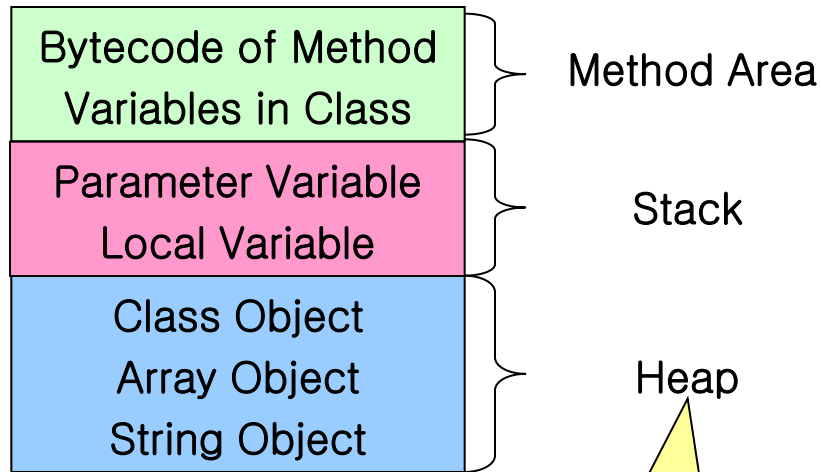 Bytecode of Method
Variables in Class
Method Area
Parameter Variable
Local Variable
Stack
Class Object
Array Object
String Object
Heap